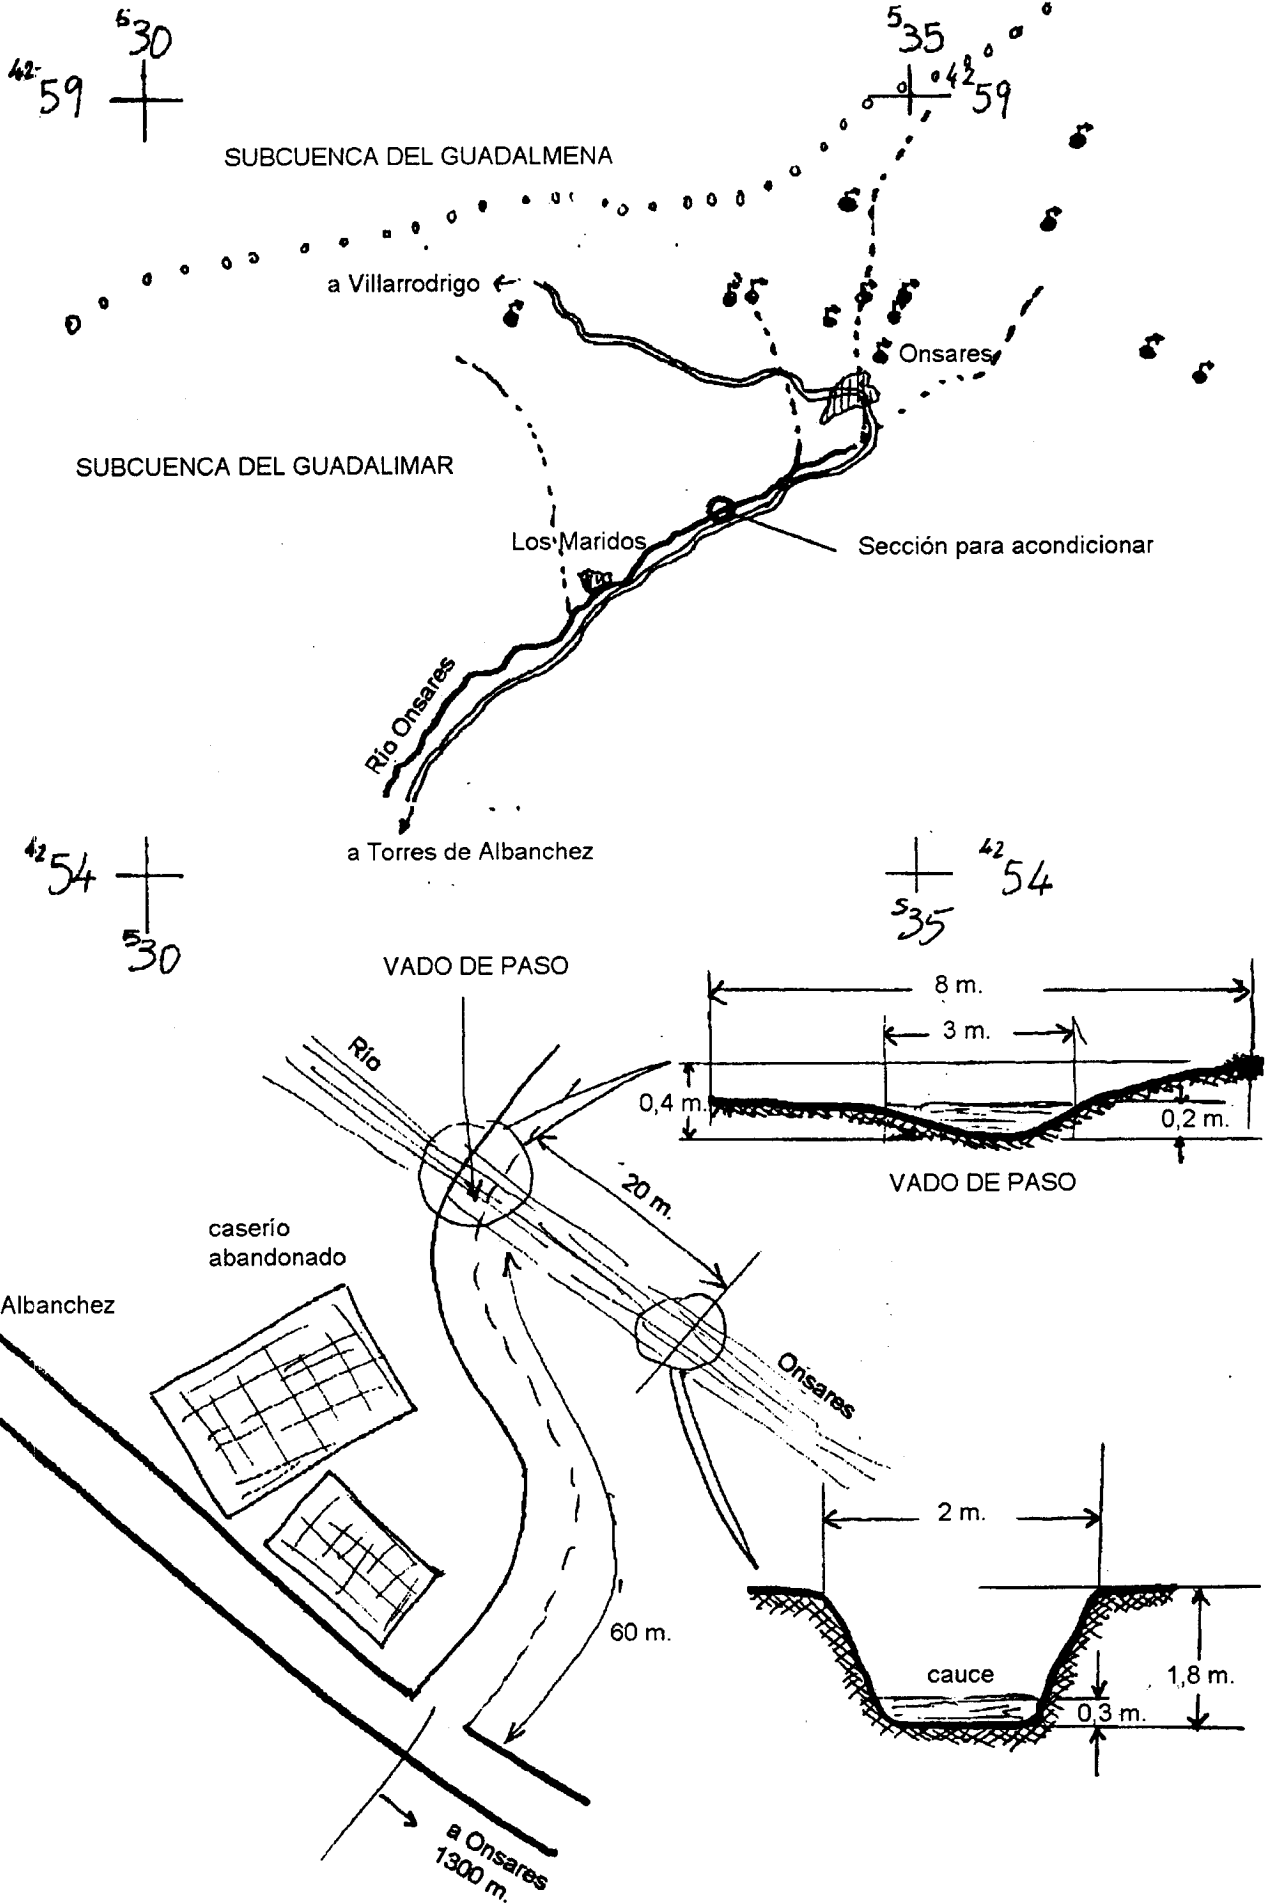 530
535
4259
4259
SUBCUENCA DEL GUADALMENA
a Villarrodrigo
Onsares
SUBCUENCA DEL GUADALIMAR
Los Maridos
Sección para acondicionar
Río Onsares
a Torres de Albanchez
4254
4254
530
535
VADO DE PASO
8 m.
3 m.
Río
0,4 m.
0,2 m.
VADO DE PASO
20 m.
caserío
abandonado
Albanchez
Onsares
2 m.
60 m.
cauce
1,8 m.
0,3 m.
a Onsares
1300 m.